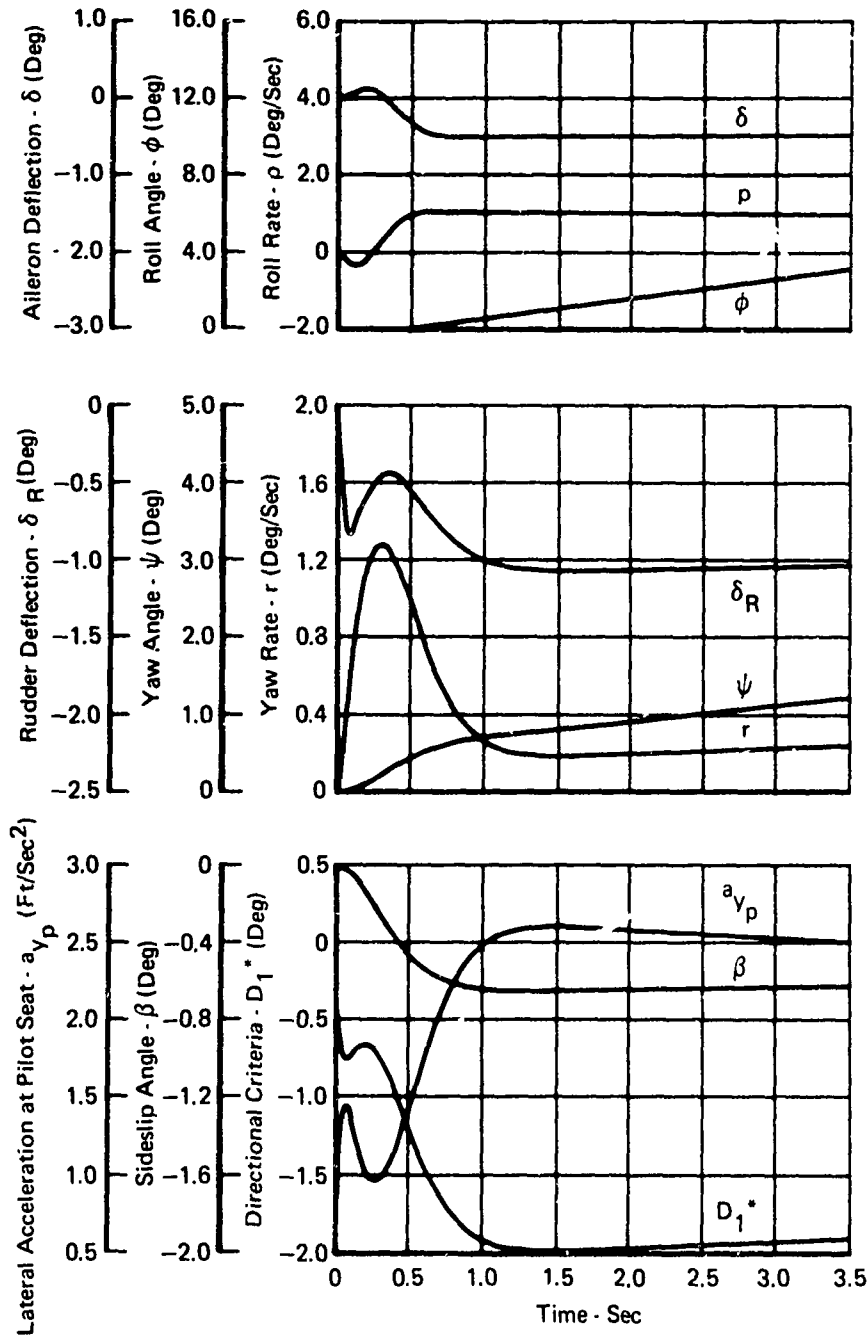 Aileron Deflection - δ (Deg)
1.0
0
−1.0
- 2.0
−3.0
Roll Angle - ϕ (Deg)
16.0
12.0
8.0
4.0
0
Roll Rate - ρ (Deg/Sec)
6.0
4.0
2.0
0
−2.0
δ
p
ϕ
Rudder Deflection - δ R (Deg)
0
−0.5
−1.0
−1.5
−2.0
−2.5
Yaw Angle - ψ (Deg)
5.0
4.0
3.0
2.0
1.0
0
Yaw Rate - r (Deg/Sec)
2.0
1.6
1.2
0.8
0.4
0
δR
ψ
r
Lateral Acceleration at Pilot Seat - ayp (Ft/Sec2)
3.0
2.5
2.0
1.5
1.0
0.5
Sideslip Angle - β (Deg)
0
−0.4
−0.8
−1.2
−1.6
−2.0
Directional Criteria - D1* (Deg)
0.5
0
−0.5
−1.0
−1.5
−2.0
ayp
β
D1*
0 0.5 1.0 1.5 2.0 2.5 3.0 3.5
Time - Sec